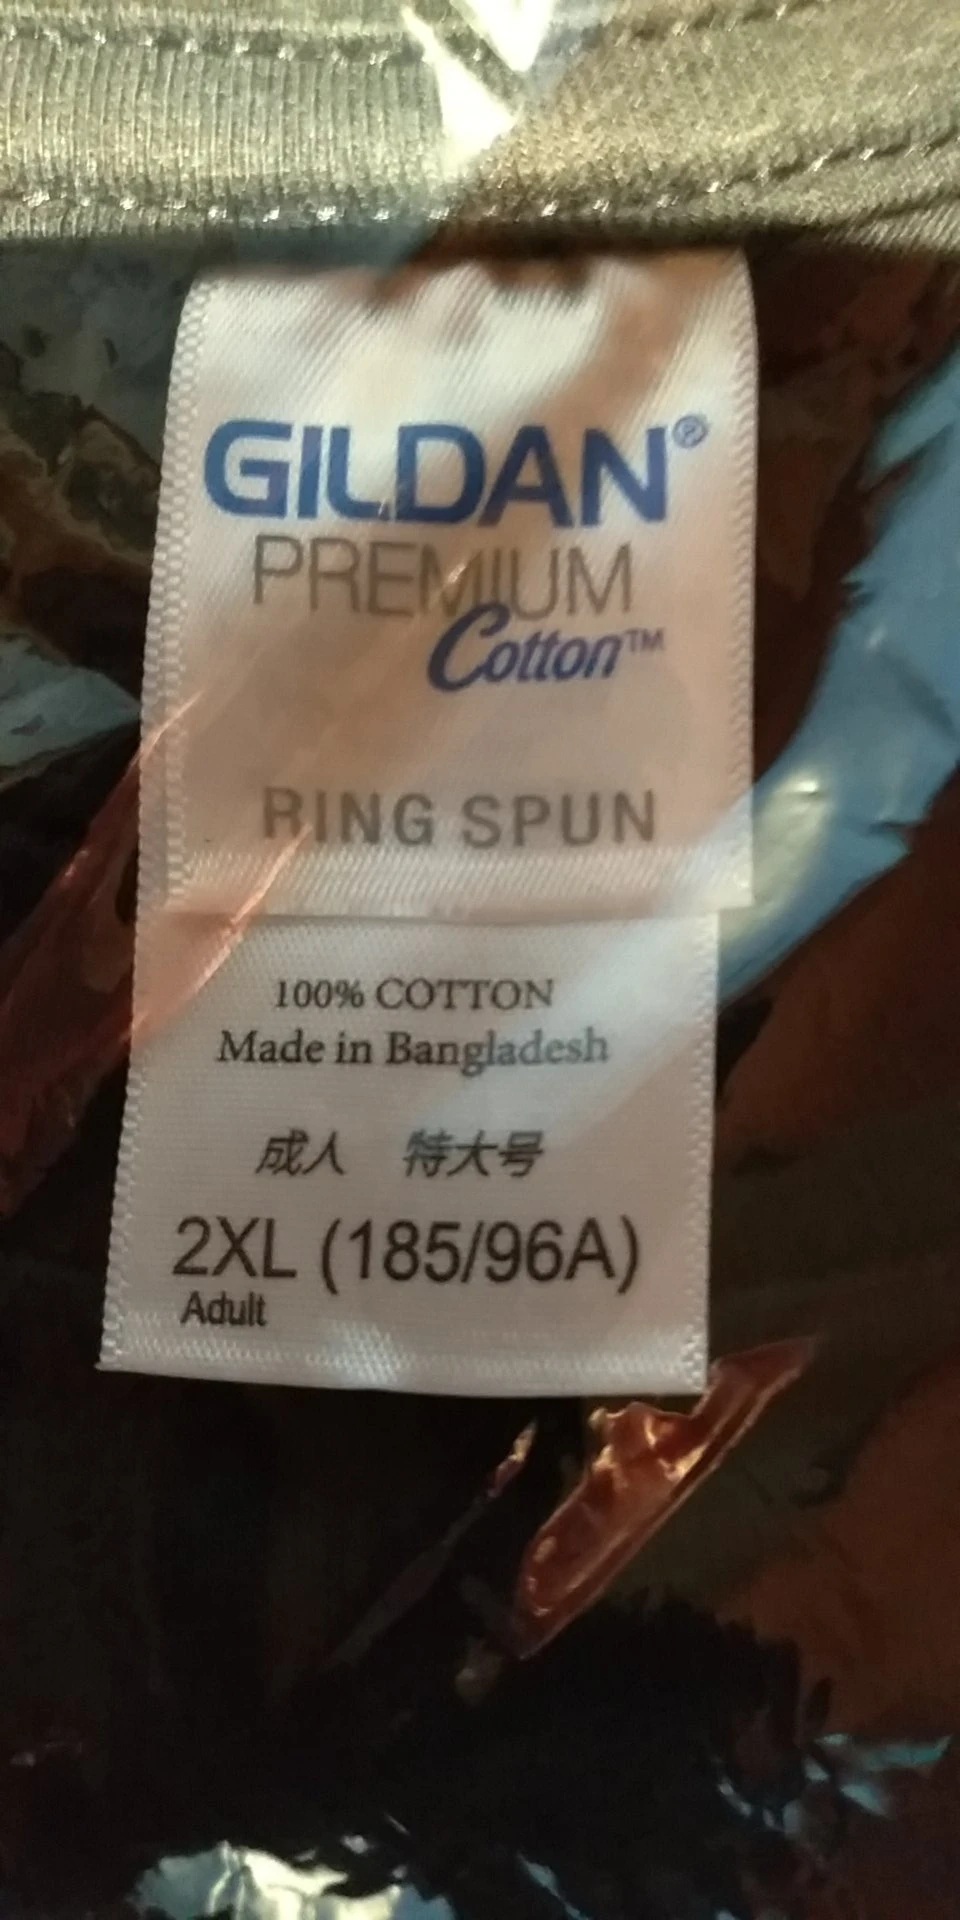 GILDAN®
PREMIUM
Cotton™
RING SPUN
100% COTTON
Made in Bangladesh
成人 特大号
2XL (185/96A)
Adult